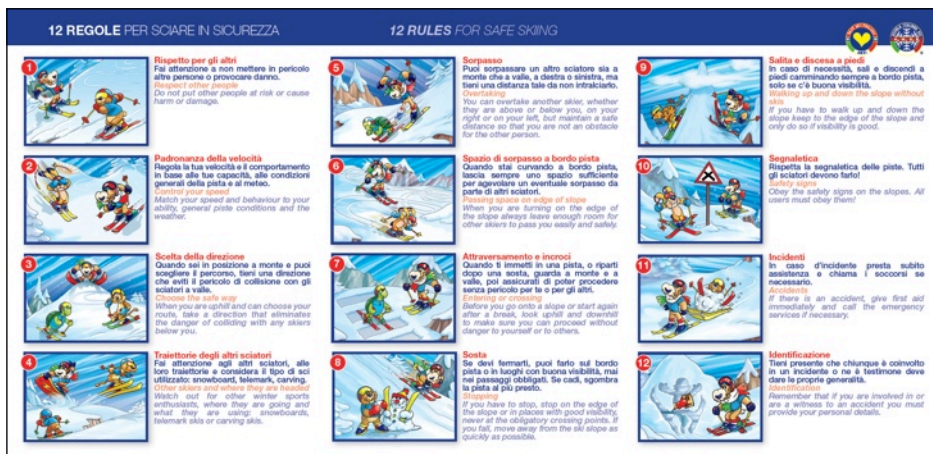 12 REGOLE PER SCIARE IN SICUREZZA
12 RULES FOR SAFE SKIING
1
Rispetto per gli altri
Fai attenzione a non mettere in pericolo
altre persone o provocare danno.
Respect other people
Do not put other people at risk or cause
harm or damage.
2
Padronanza della velocità
Regola la tua velocità e il comportamento
in base alle tue capacità, alle condizioni
generali della pista e al meteo.
Control your speed
Match your speed and behaviour to your
ability, general piste conditions and the
weather.
3
Scelta della direzione
Quando sei in posizione a monte e puoi
scegliere il percorso, tieni una direzione
che eviti il pericolo di collisione con gli
sciatori a valle.
Choose the safe way
When you are uphill and can choose your
route, take a direction that eliminates
the danger of colliding with any skiers
below you.
4
Traiettorie degli altri sciatori
Fai attenzione agli altri sciatori, alle
loro traiettorie e considera il tipo di sci
utilizzato: snowboard, telemark, carving.
Other skiers and where they are headed
Watch out for other winter sports
enthusiasts, where they are going and
what they are using: snowboards,
telemark skis or carving skis.
5
Sorpasso
Puoi sorpassare un altro sciatore sia a
monte che a valle, a destra o sinistra, ma
tieni una distanza tale da non intralciarlo.
Overtaking
You can overtake another skier, whether
they are above or below you, on your
right or on your left, but maintain a safe
distance so that you are not an obstacle
for the other person.
6
Spazio di sorpasso a bordo pista
Quando stai curvando a bordo pista,
lascia sempre uno spazio sufficiente
per agevolare un eventuale sorpasso da
parte di altri sciatori.
Passing space on edge of slope
When you are turning on the edge of
the slope always leave enough room for
other skiers to pass you easily and safely.
7
Attraversamento e incroci
Quando ti immetti in una pista, o riparti
dopo una sosta, guarda a monte e a
valle, poi assicurati di poter procedere
senza pericolo per te o per gli altri.
Entering or crossing
Before you go onto a slope or start again
after a break, look uphill and downhill
to make sure you can proceed without
danger to yourself or to others.
8
Sosta
Se devi fermarti, puoi farlo sul bordo
pista o in luoghi con buona visibilità, mai
nei passaggi obbligati. Se cadi, sgombra
la pista al più presto.
Stopping
If you have to stop, stop on the edge of
the slope or in places with good visibility,
never at the obligatory crossing points. If
you fall, move away from the ski slope as
quickly as possible.
9
Salita e discesa a piedi
In caso di necessità, sali e discendi a
piedi camminando sempre a bordo pista,
solo se c'è buona visibilità.
Walking up and down the slope without
skis
If you have to walk up and down the
slope keep to the edge of the slope and
only do so if visibility is good.
10
Segnaletica
Rispetta la segnaletica delle piste. Tutti
gli sciatori devono farlo!
Safety signs
Obey the safety signs on the slopes. All
users must obey them!
11
Incidenti
In caso d'incidente presta subito
assistenza e chiama i soccorsi se
necessario.
Accidents
If there is an accident, give first aid
immediately and call the emergency
services if necessary.
12
Identificazione
Tieni presente che chiunque è coinvolto
in un incidente o ne è testimone deve
dare le proprie generalità.
Identification
Remember that if you are involved in or
are a witness to an accident you must
provide your personal details.